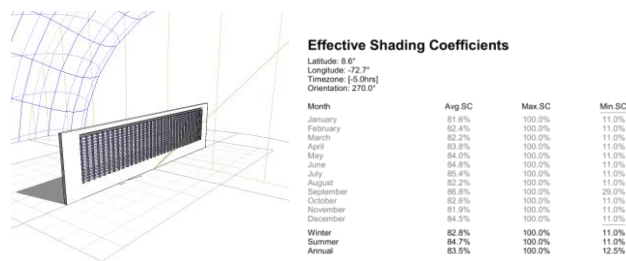 Effective Shading Coefficients
Latitude: 8.6°
Longitude: -72.7°
Timezone: [-5.0hrs]
Orientation: 270.0°
Month Avg.SC Max.SC Min.SC
January 81.6% 100.0% 11.0%
February 82.4% 100.0% 11.0%
March 82.2% 100.0% 11.0%
April 83.8% 100.0% 11.0%
May 84.0% 100.0% 11.0%
June 84.8% 100.0% 11.0%
July 85.4% 100.0% 11.0%
August 82.2% 100.0% 11.0%
September 86.8% 100.0% 29.0%
October 82.6% 100.0% 11.0%
November 81.9% 100.0% 11.0%
December 84.5% 100.0% 11.0%
Winter 82.8% 100.0% 11.0%
Summer 84.7% 100.0% 11.0%
Annual 83.5% 100.0% 12.5%